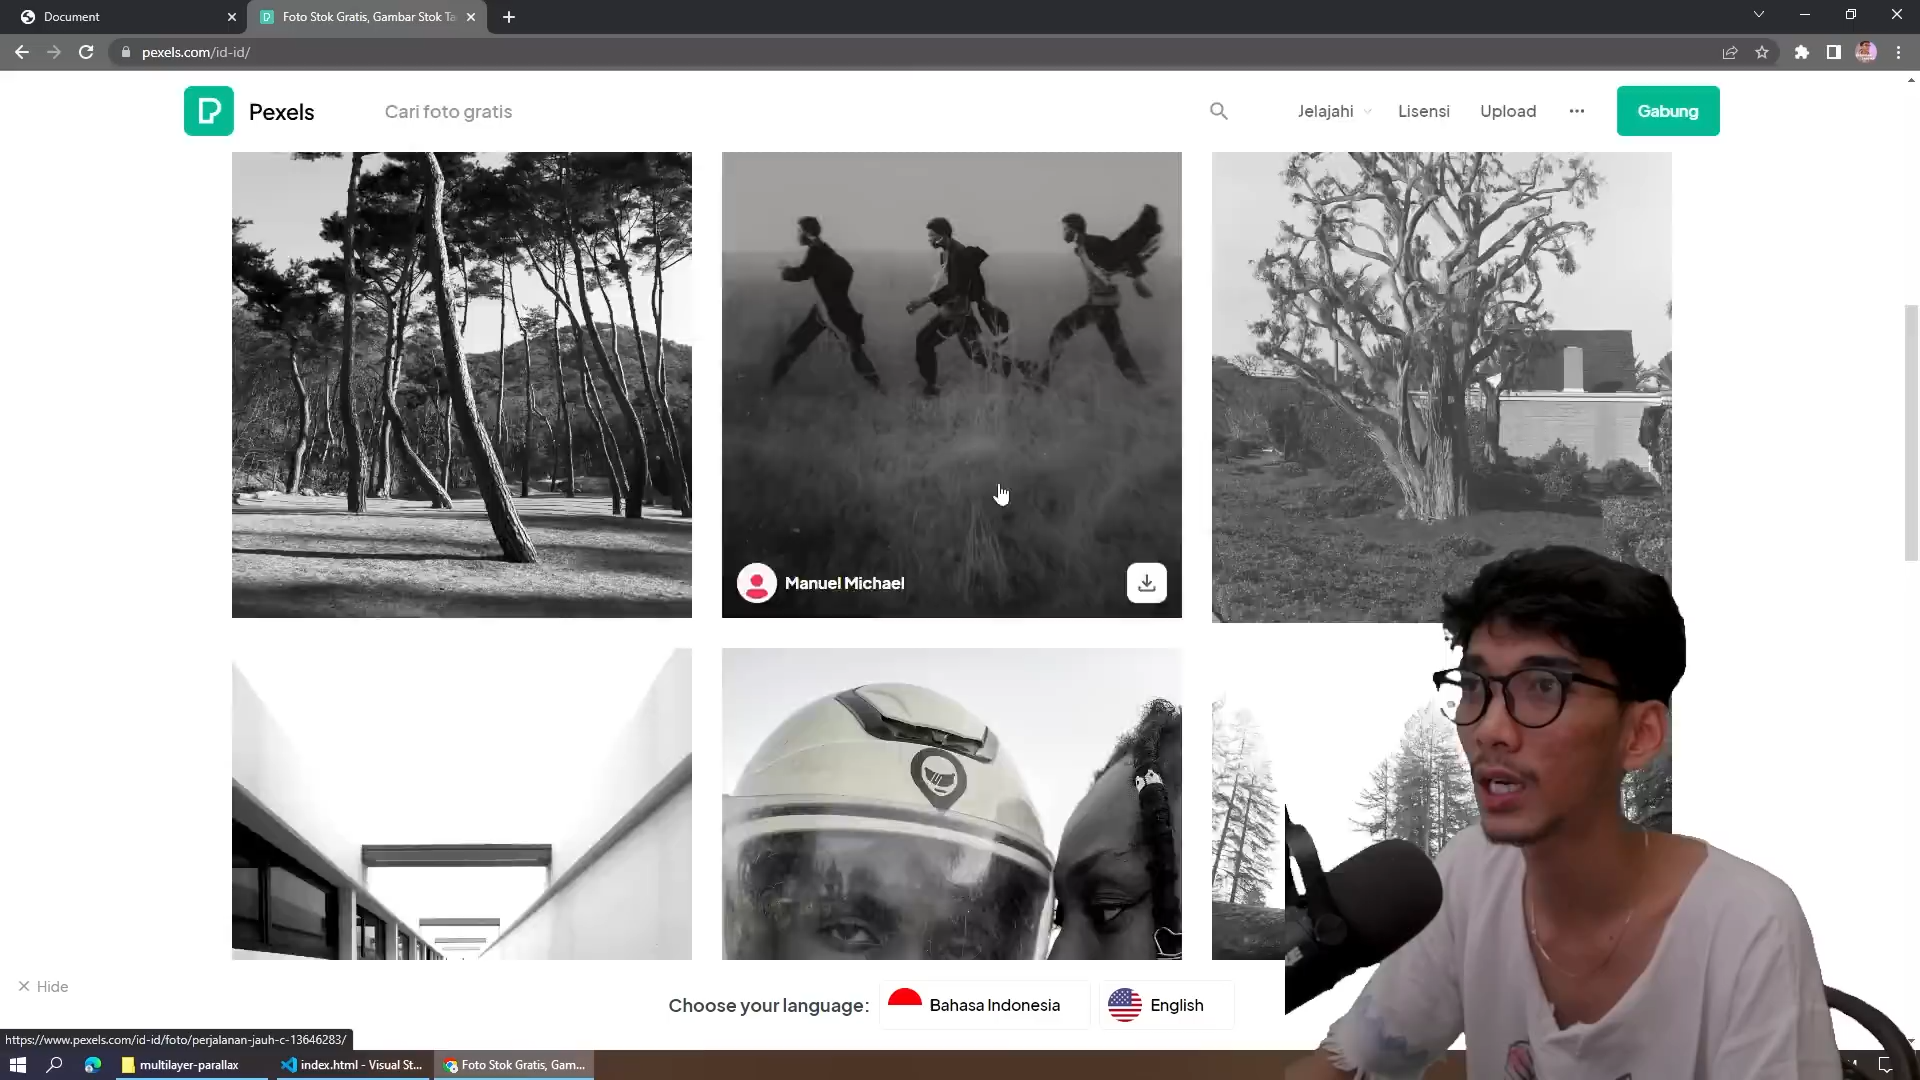 Document
Foto Stok Gratis, Gambar Stok Ta
pexels.com/id-id/
Pexels
Cari foto gratis
Jelajahi
Lisensi
Upload
Gabung
Manuel Michael
Hide
Choose your language:
Bahasa Indonesia
English
https://www.pexels.com/id-id/foto/perjalanan-jauh-c-13646283/
multilayer-parallax
index.html - Visual St...
Foto Stok Gratis, Gam...